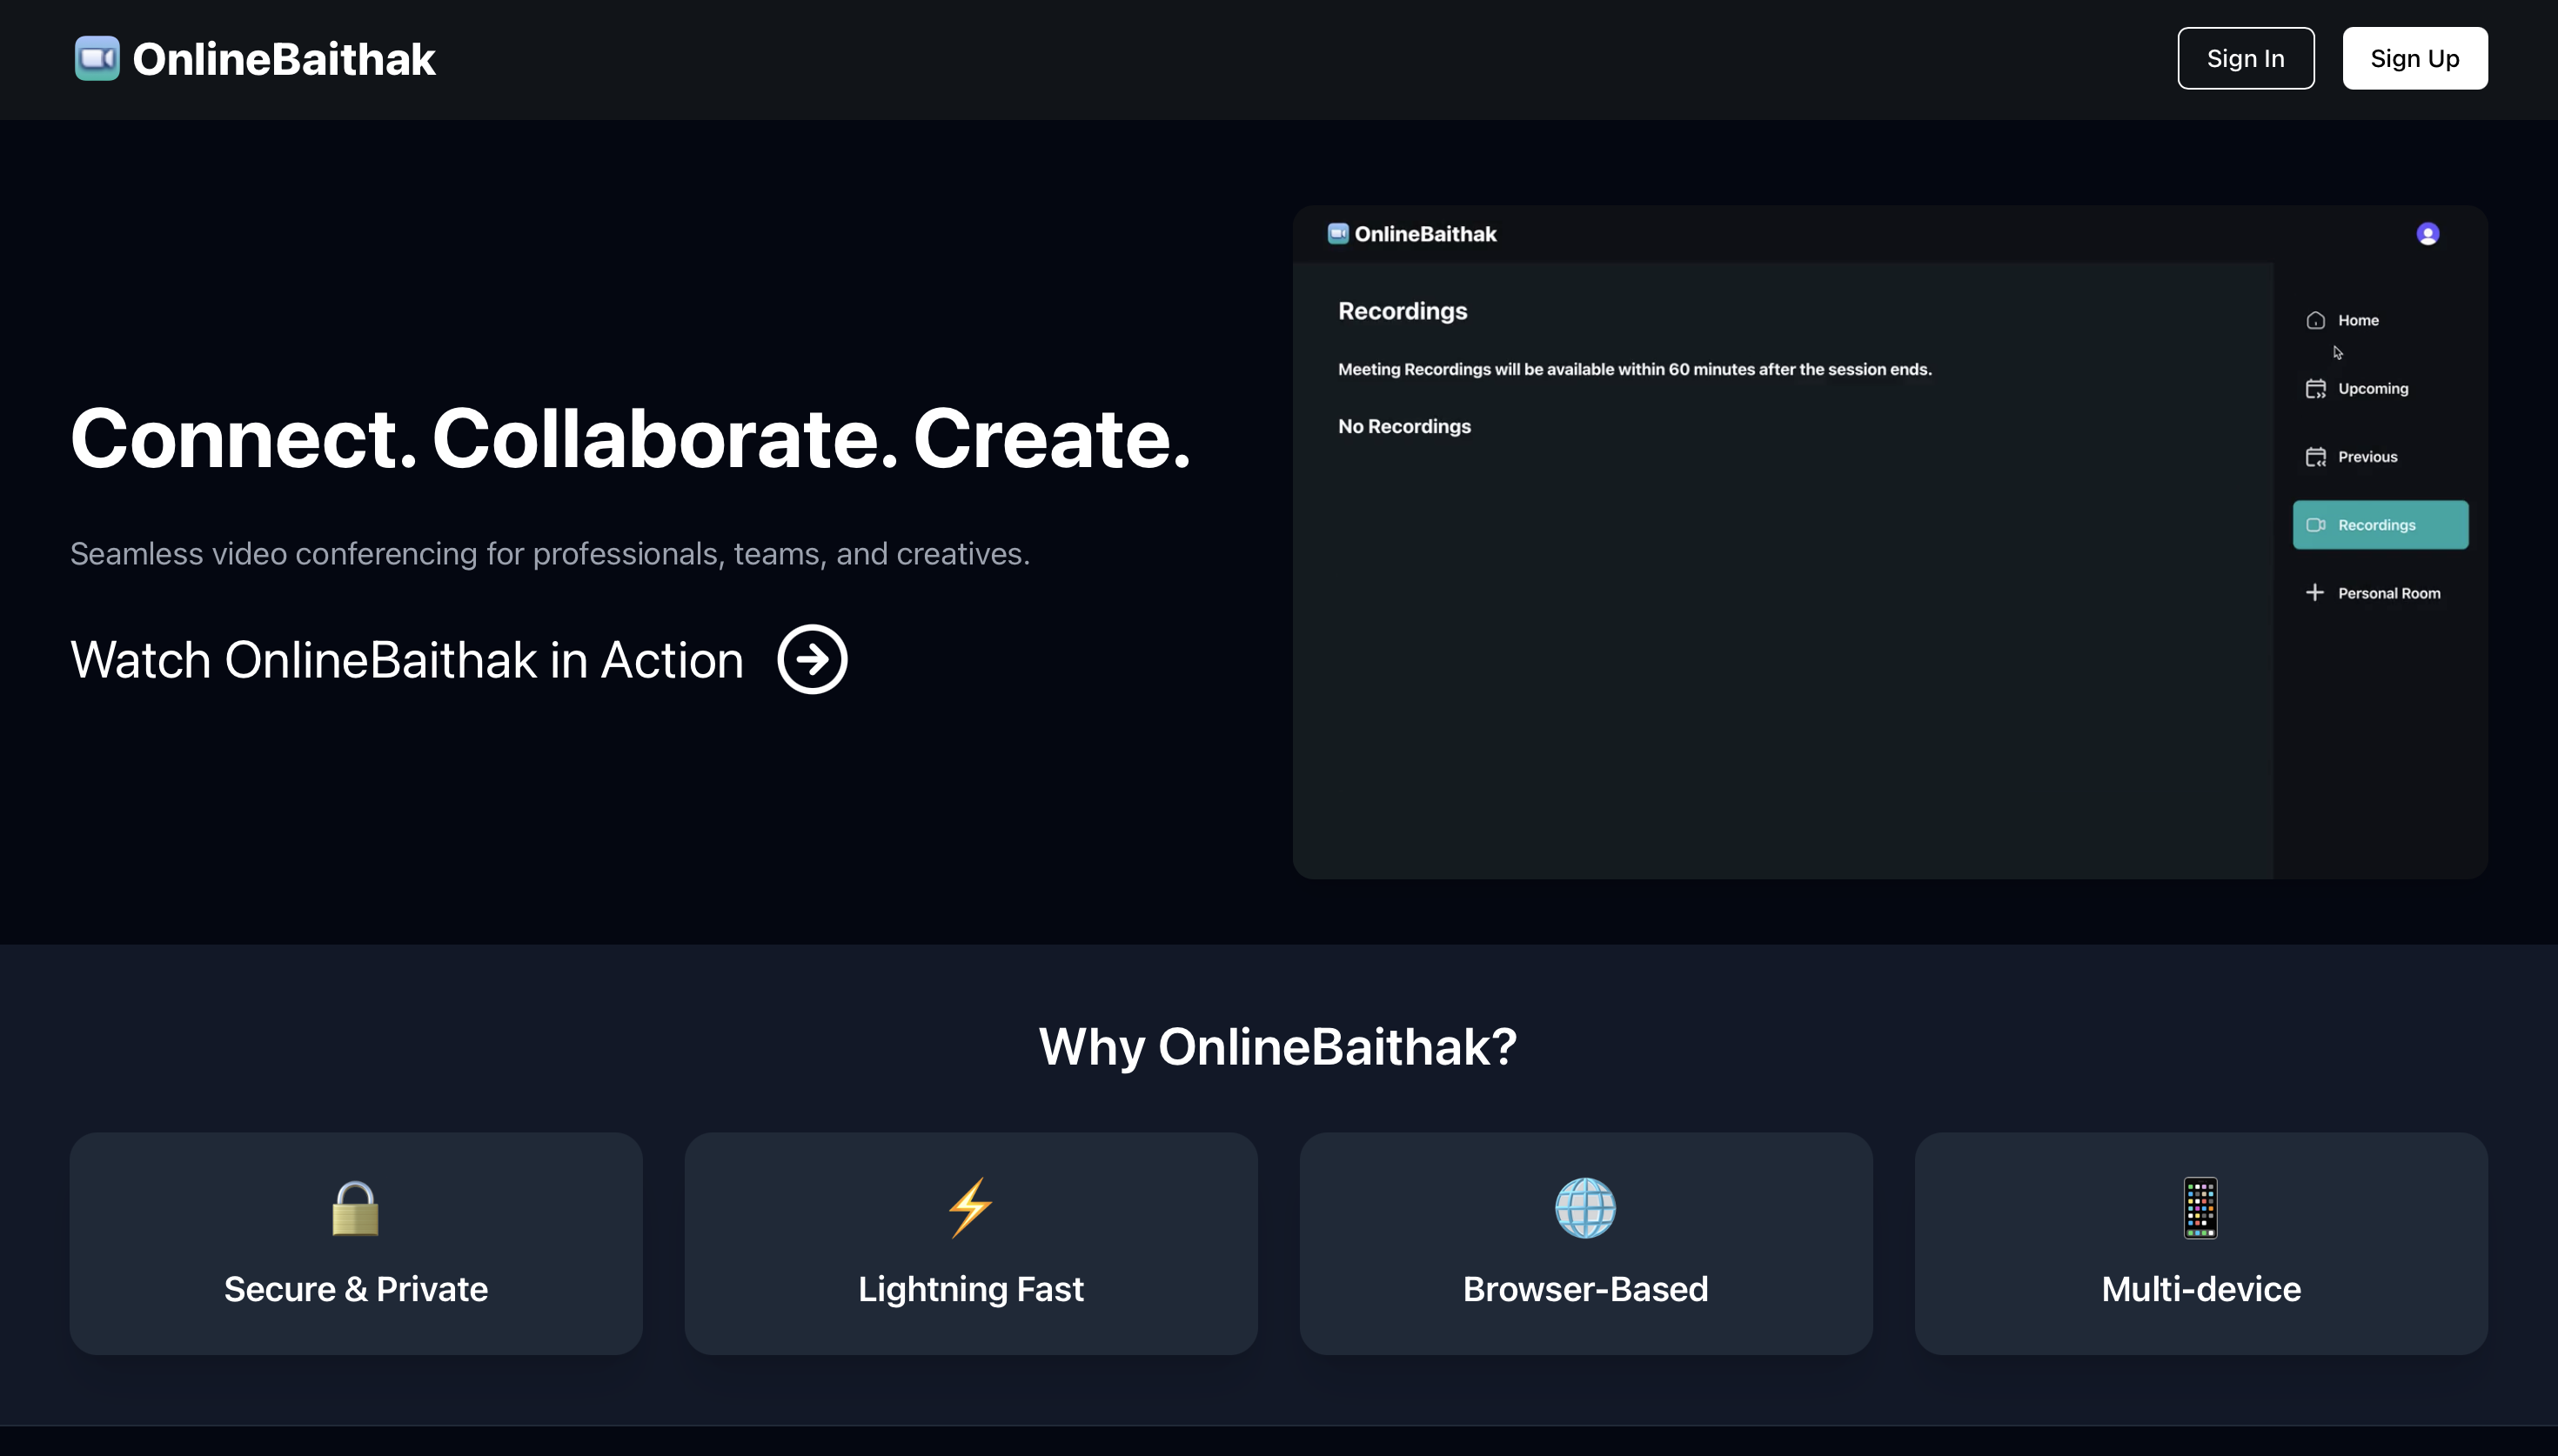 OnlineBaithak
Sign In
Sign Up
Connect. Collaborate. Create.
Seamless video conferencing for professionals, teams, and creatives.
Watch OnlineBaithak in Action
OnlineBaithak
Recordings
Meeting Recordings will be available within 60 minutes after the session ends.
No Recordings
Home
Upcoming
Previous
Recordings
Personal Room
Why OnlineBaithak?
Secure & Private
Lightning Fast
Browser-Based
Multi-device